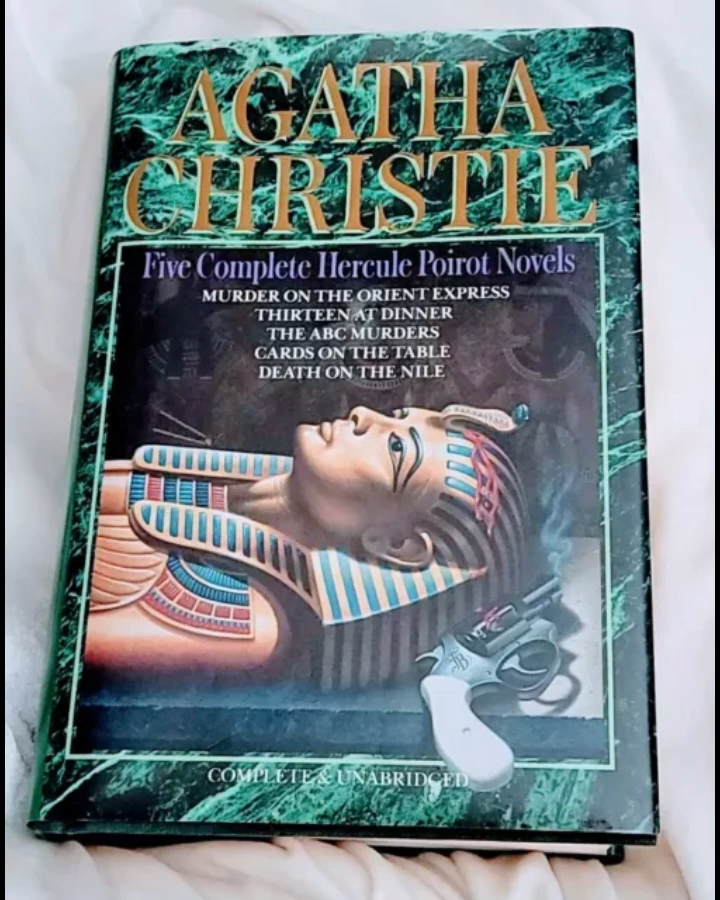 AGATHA
CHRISTIE
Five Complete Hercule Poirot Novels
MURDER ON THE ORIENT EXPRESS
THIRTEEN AT DINNER
THE ABC MURDERS
CARDS ON THE TABLE
DEATH ON THE NILE
COMPLETE & UNABRIDGED